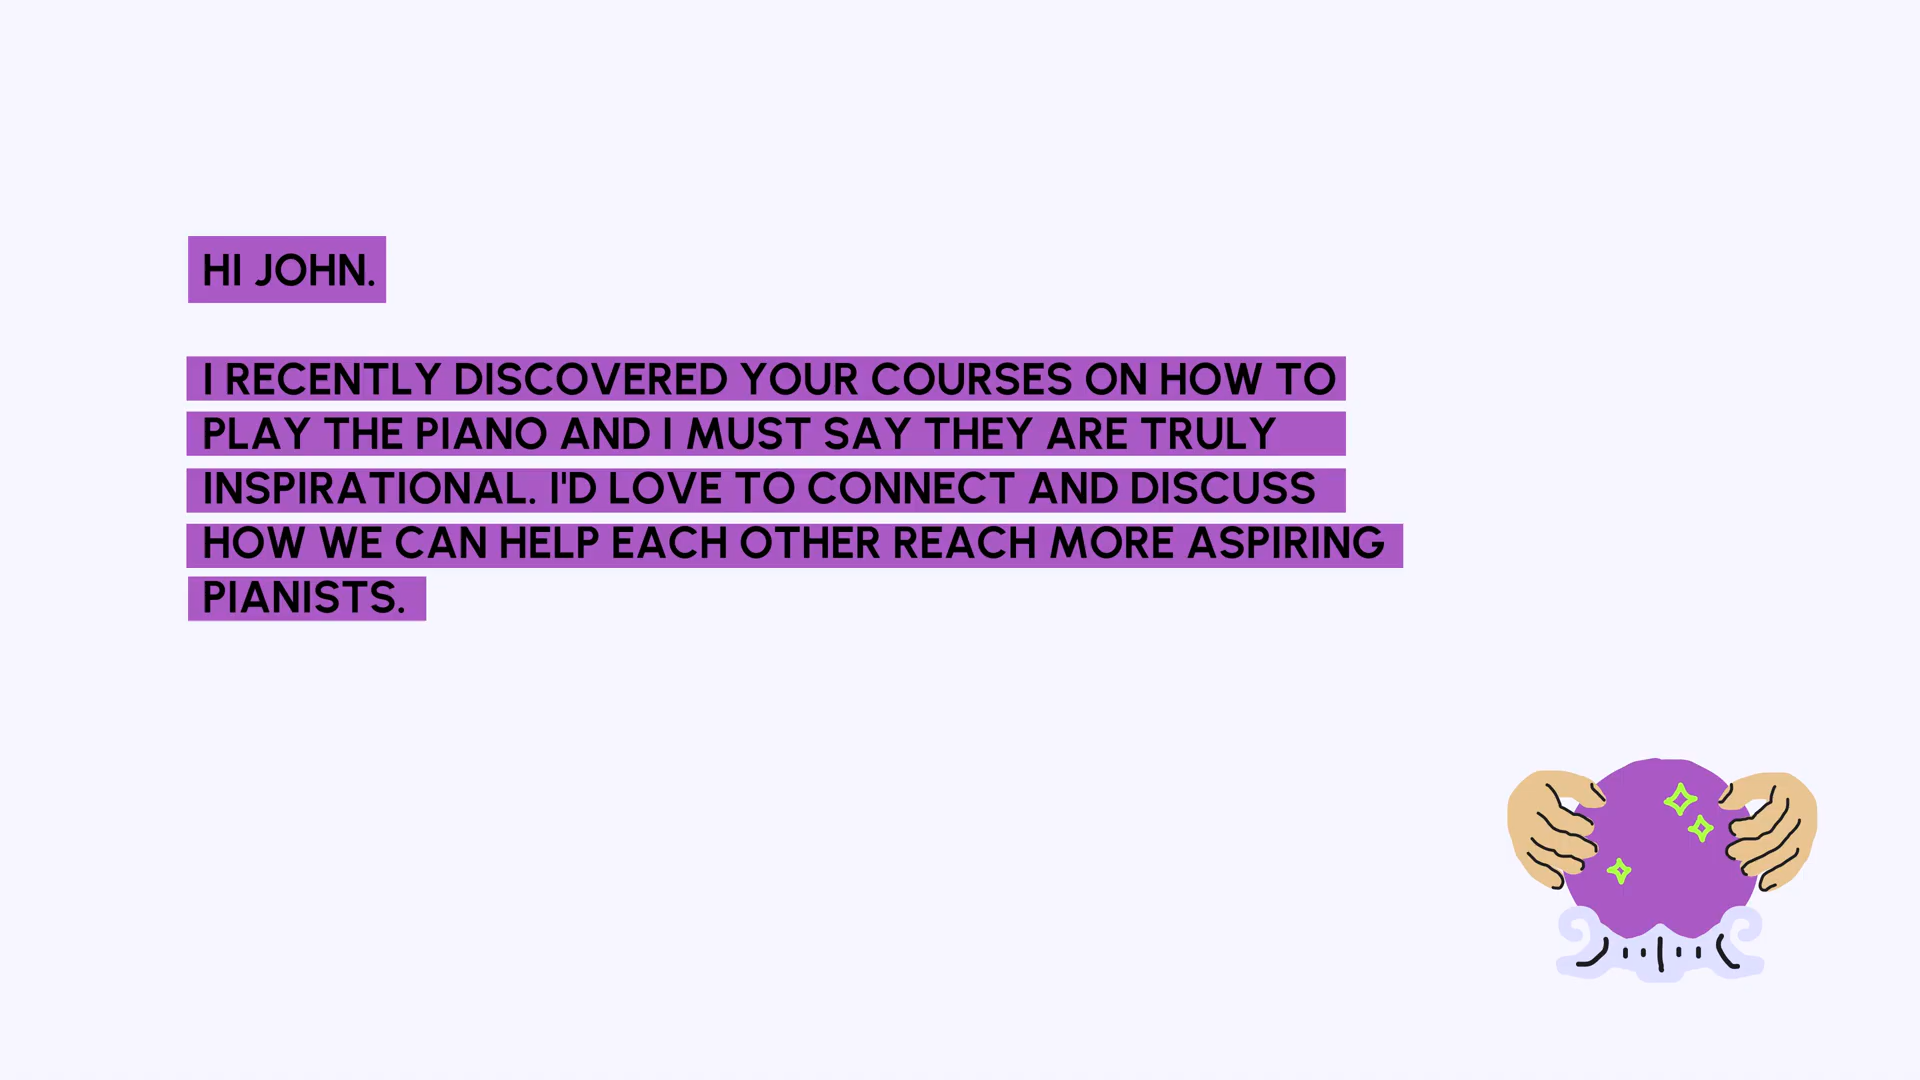 HI JOHN.
I RECENTLY DISCOVERED YOUR COURSES ON HOW TO
PLAY THE PIANO AND I MUST SAY THEY ARE TRULY
INSPIRATIONAL. I'D LOVE TO CONNECT AND DISCUSS
HOW WE CAN HELP EACH OTHER REACH MORE ASPIRING
PIANISTS.